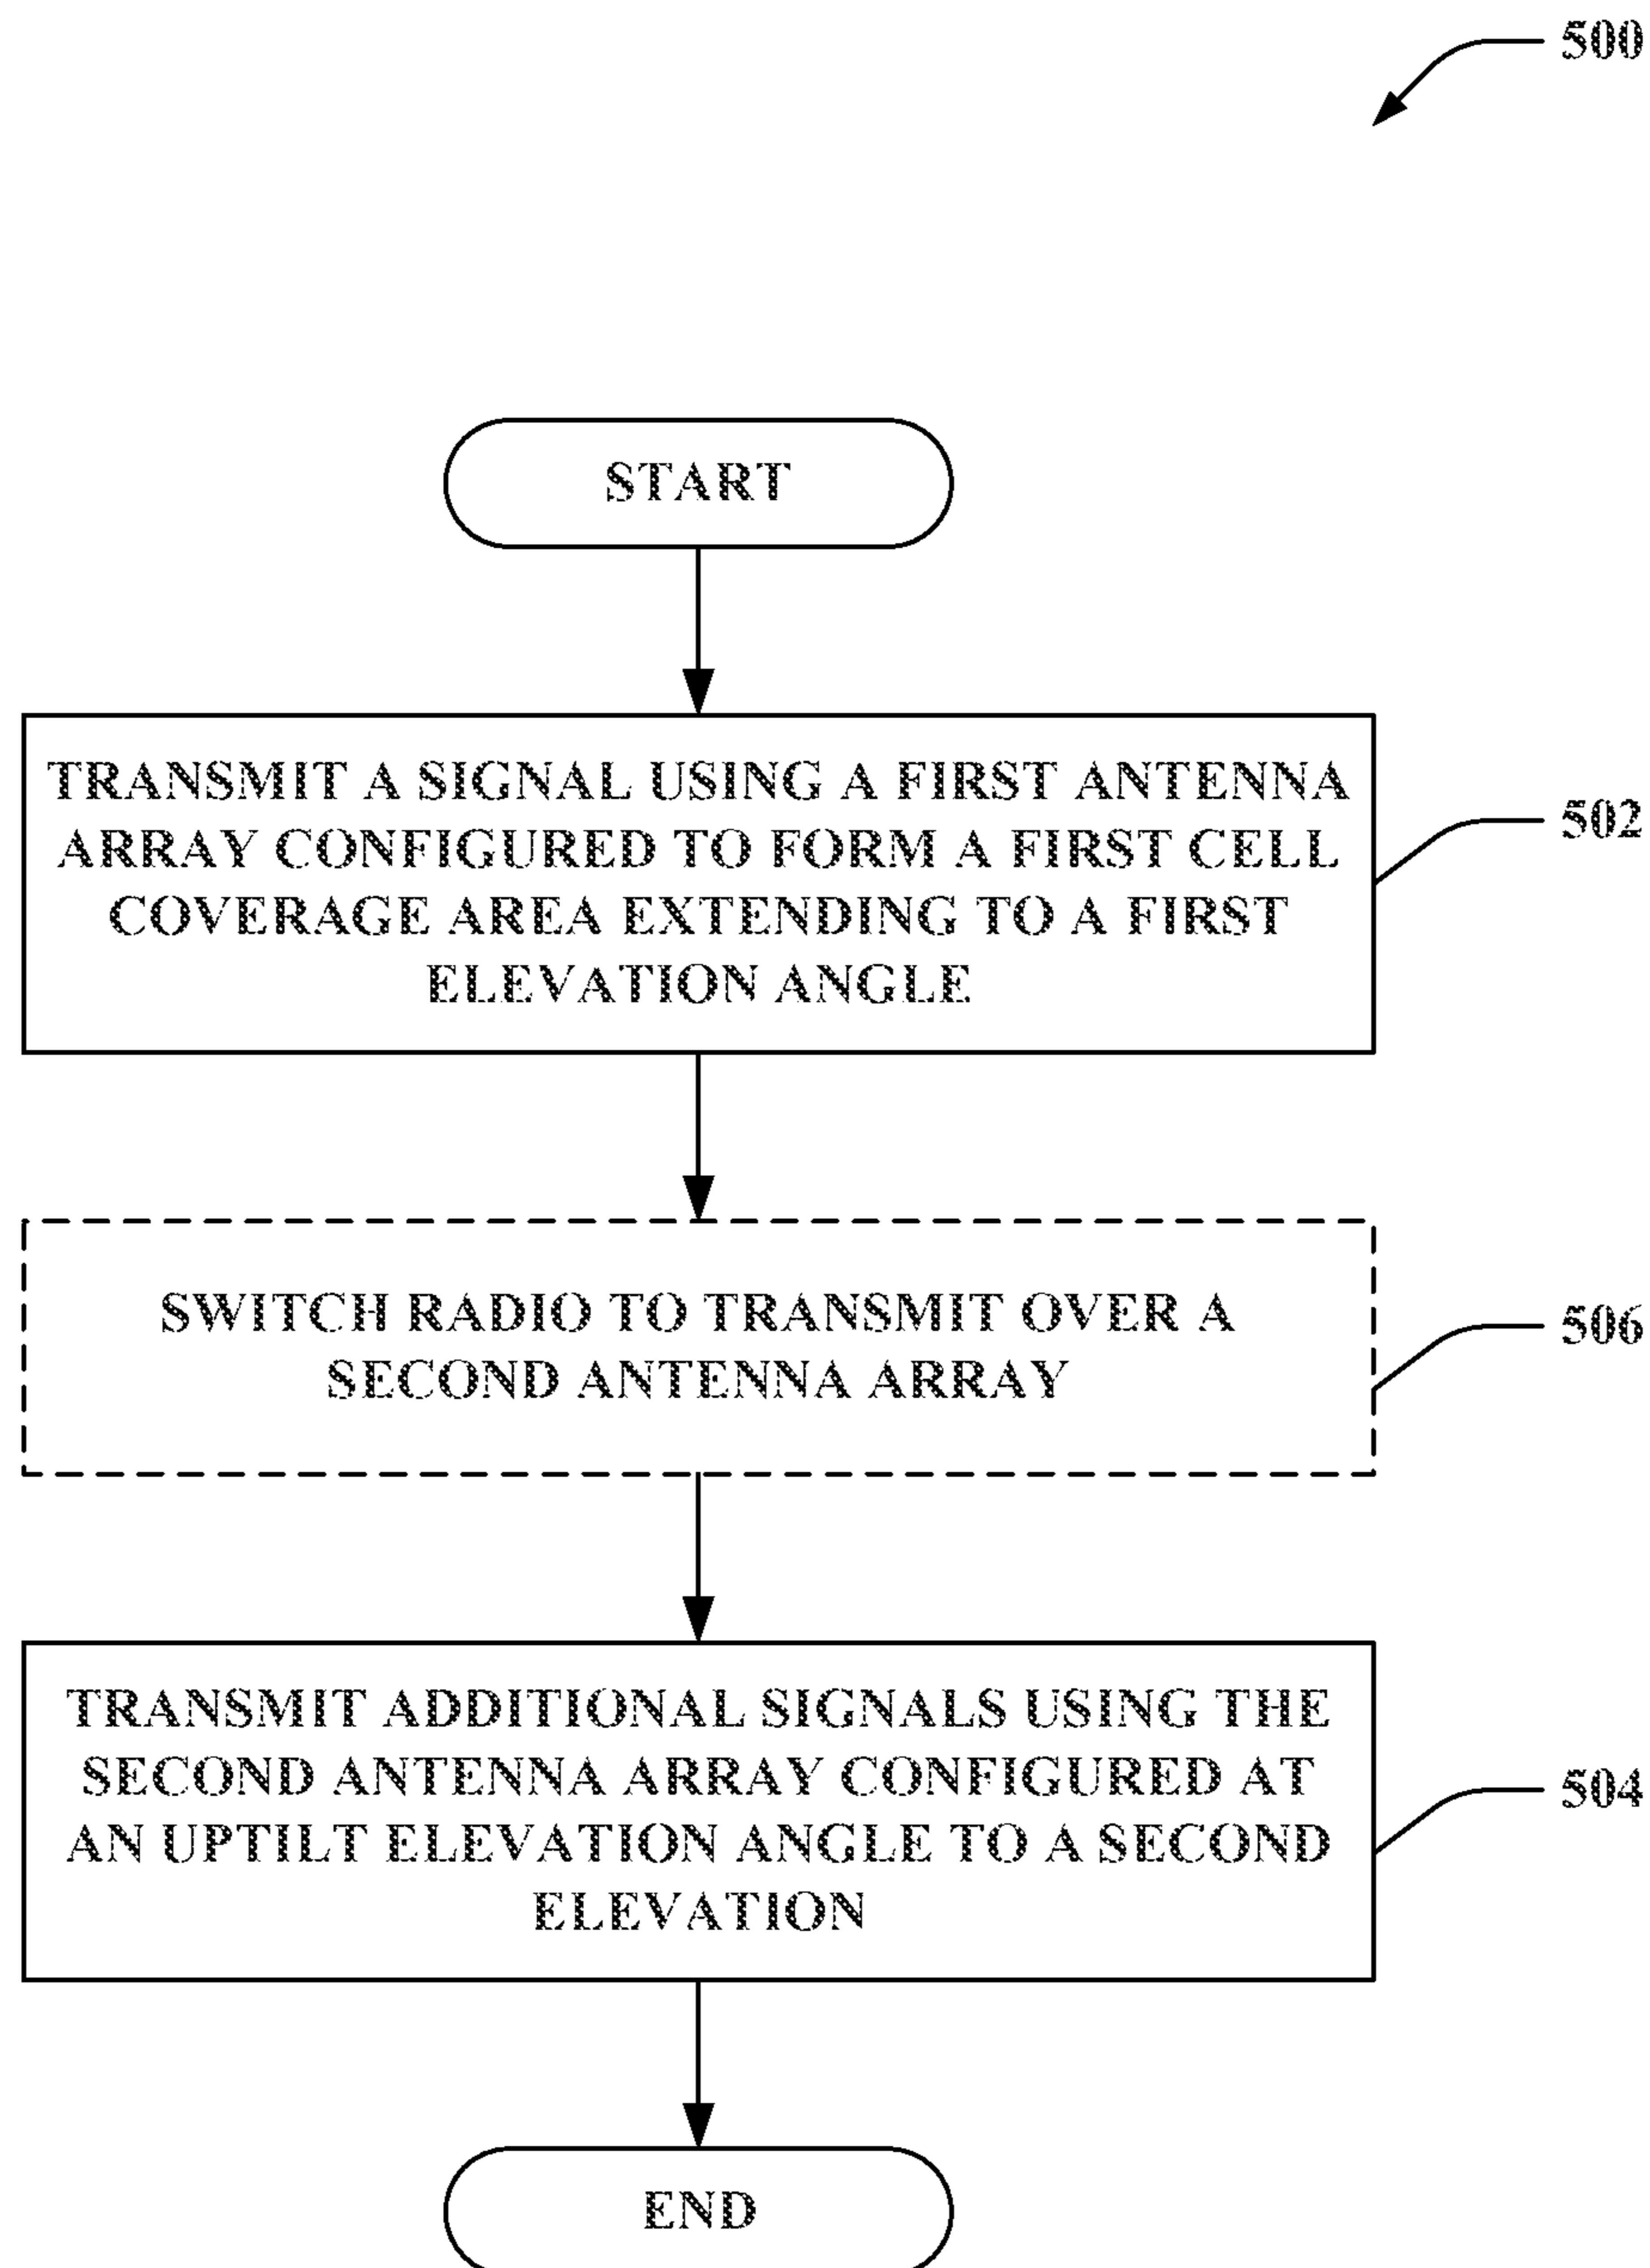 500
START
TRANSMIT A SIGNAL USING A FIRST ANTENNA
ARRAY CONFIGURED TO FORM A FIRST CELL
COVERAGE AREA EXTENDING TO A FIRST
ELEVATION ANGLE
502
SWITCH RADIO TO TRANSMIT OVER A
SECOND ANTENNA ARRAY
506
TRANSMIT ADDITIONAL SIGNALS USING THE
SECOND ANTENNA ARRAY CONFIGURED AT
AN UPTILT ELEVATION ANGLE TO A SECOND
ELEVATION
504
END